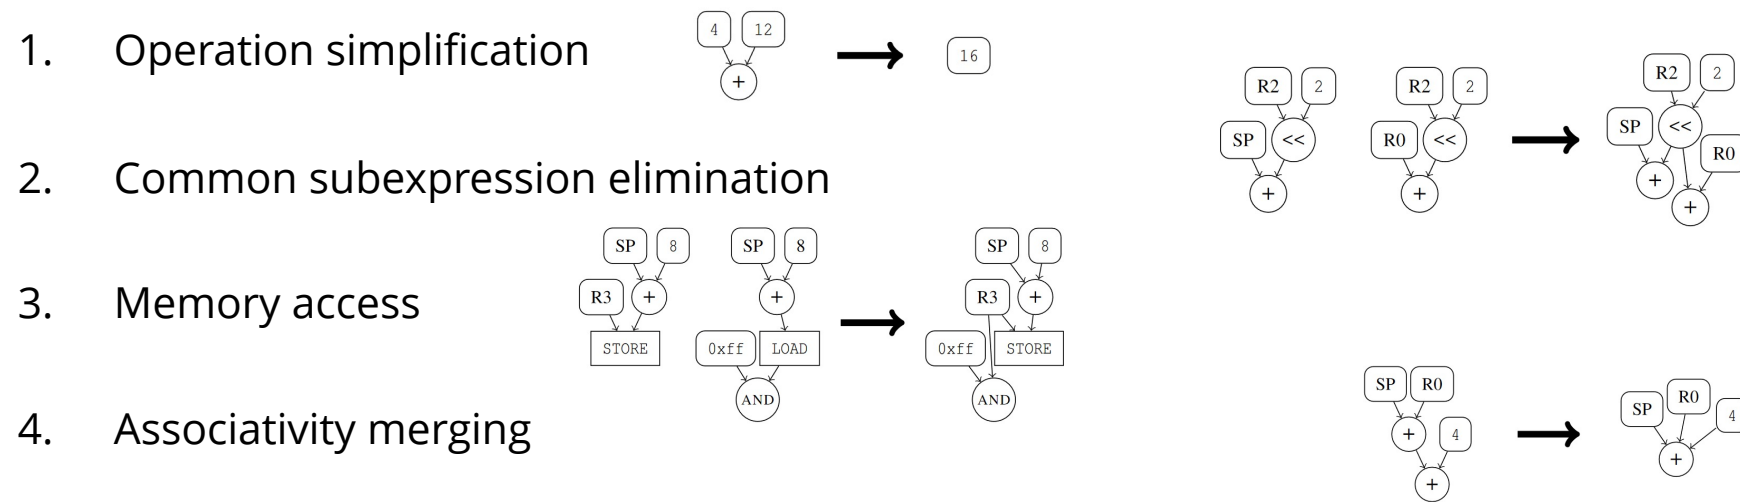 1. Operation simplification
4 12
+
16
2. Common subexpression elimination
R2 2 R2 2 R2 2
SP << R0 << SP << R0
+ + + +
3. Memory access
SP 8 SP 8 SP 8
R3 + + R3 +
STORE 0xff LOAD 0xff STORE
AND AND
4. Associativity merging
SP R0 SP R0 4
+ 4 +
+